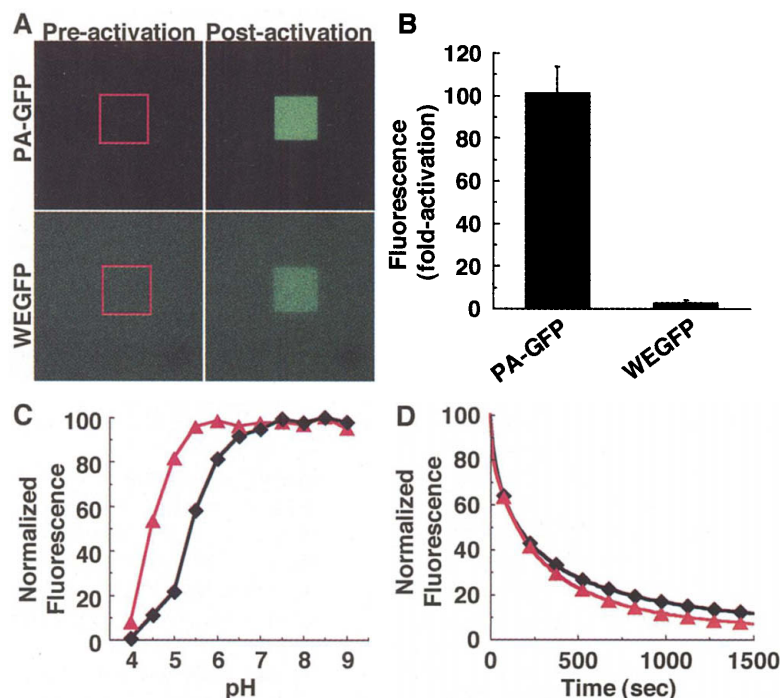 A
Pre-activation Post-activation
PA-GFP
WEGFP
B
Fluorescence
(fold-activation)
120
100
80
60
40
20
0
PA-GFP
WEGFP
C
Normalized
Fluorescence
100
80
60
40
20
0
4 5 6 7 8 9
pH
D
Normalized
Fluorescence
100
80
60
40
20
0
0 500 1000 1500
Time (sec)